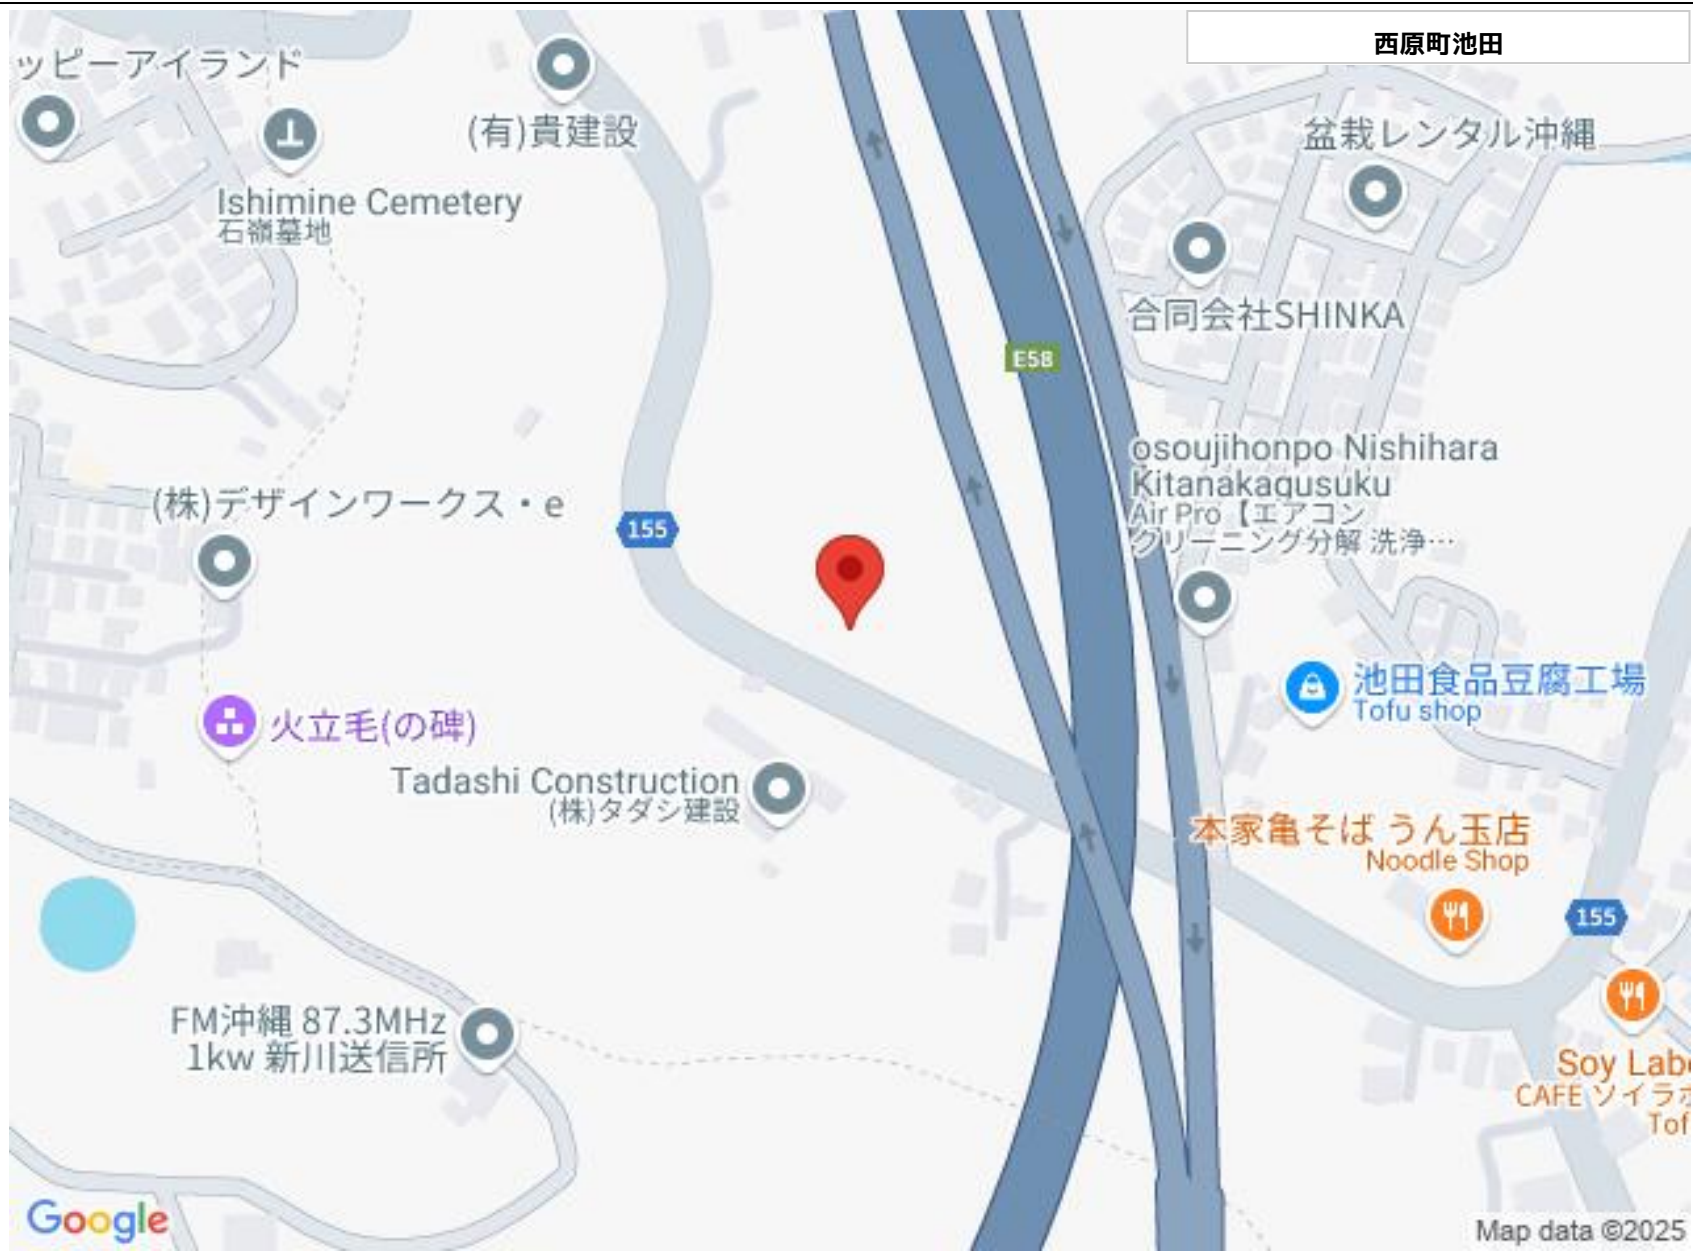 西原町池田
ッピーアイランド
(有)貴建設
盆栽レンタル沖縄
Ishimine Cemetery
石嶺墓地
合同会社SHINKA
E58
osoujihonpo Nishihara
Kitanakagusuku
Air Pro【エアコン
クリーニング分解 洗浄…
(株)デザインワークス・e
155
池田食品豆腐工場
Tofu shop
火立毛(の碑)
Tadashi Construction
(株)タダシ建設
本家亀そば うん玉店
Noodle Shop
155
FM沖縄 87.3MHz
1kw 新川送信所
Soy Lab
CAFE ソイラ
Tof
Google
Map data ©2025